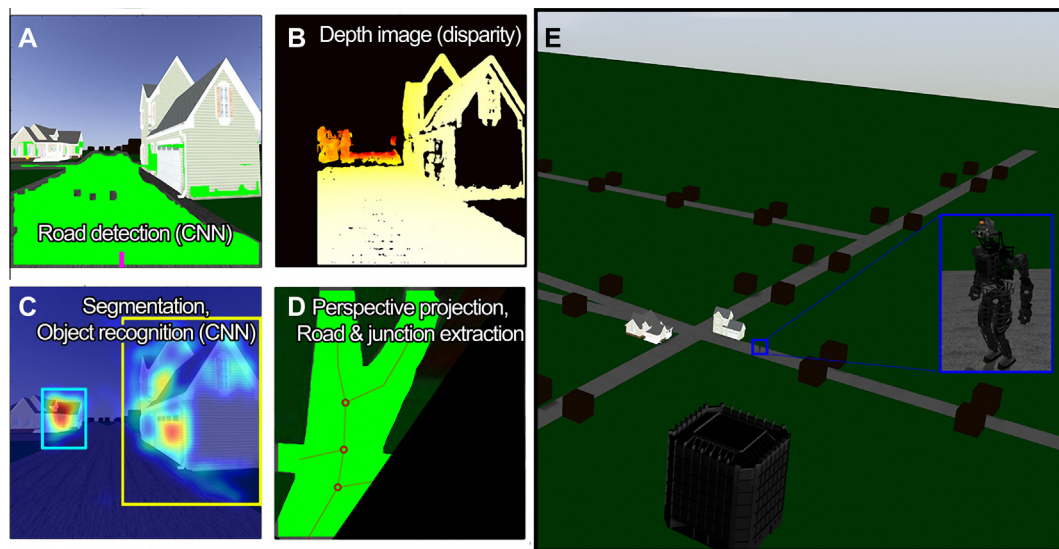 A
Road detection (CNN)
B
Depth image (disparity)
C
Segmentation,
Object recognition (CNN)
D
Perspective projection,
Road & junction extraction
E